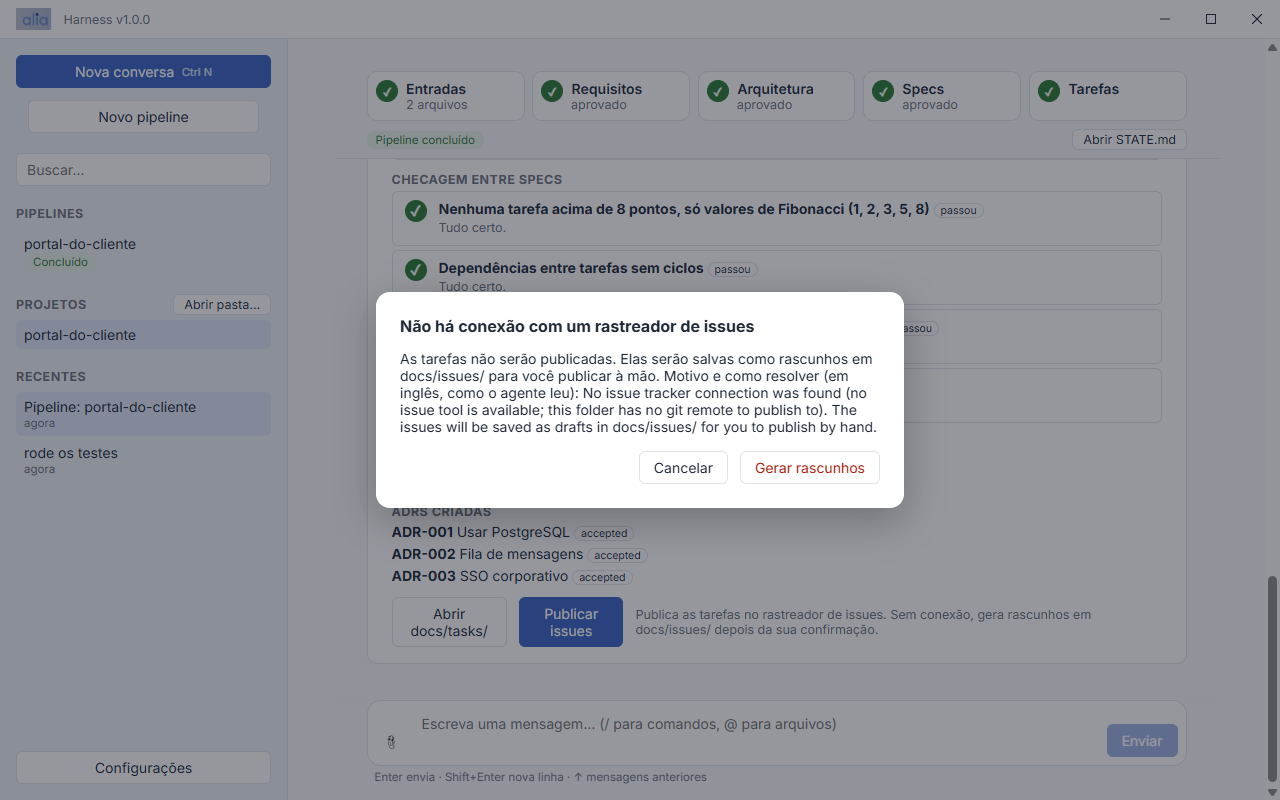 alia
Harness v1.0.0
Nova conversa Ctrl N
Novo pipeline
Buscar...
PIPELINES
portal-do-cliente
Concluído
PROJETOS
Abrir pasta...
portal-do-cliente
RECENTES
Pipeline: portal-do-cliente
agora
rode os testes
agora
Configurações
Entradas
2 arquivos
Requisitos
aprovado
Arquitetura
aprovado
Specs
aprovado
Tarefas
Pipeline concluído
Abrir STATE.md
CHECAGEM ENTRE SPECS
Nenhuma tarefa acima de 8 pontos, só valores de Fibonacci (1, 2, 3, 5, 8) passou
Tudo certo.
Dependências entre tarefas sem ciclos passou
Tudo certo.
Não há conexão com um rastreador de issues
As tarefas não serão publicadas. Elas serão salvas como rascunhos em
docs/issues/ para você publicar à mão. Motivo e como resolver (em
inglês, como o agente leu): No issue tracker connection was found (no
issue tool is available; this folder has no git remote to publish to). The
issues will be saved as drafts in docs/issues/ for you to publish by hand.
Cancelar
Gerar rascunhos
ADRS CRIADAS
ADR-001 Usar PostgreSQL accepted
ADR-002 Fila de mensagens accepted
ADR-003 SSO corporativo accepted
Abrir
docs/tasks/
Publicar
issues
Publica as tarefas no rastreador de issues. Sem conexão, gera rascunhos em
docs/issues/ depois da sua confirmação.
Escreva uma mensagem... (/ para comandos, @ para arquivos)
Enviar
Enter envia · Shift+Enter nova linha · ↑ mensagens anteriores